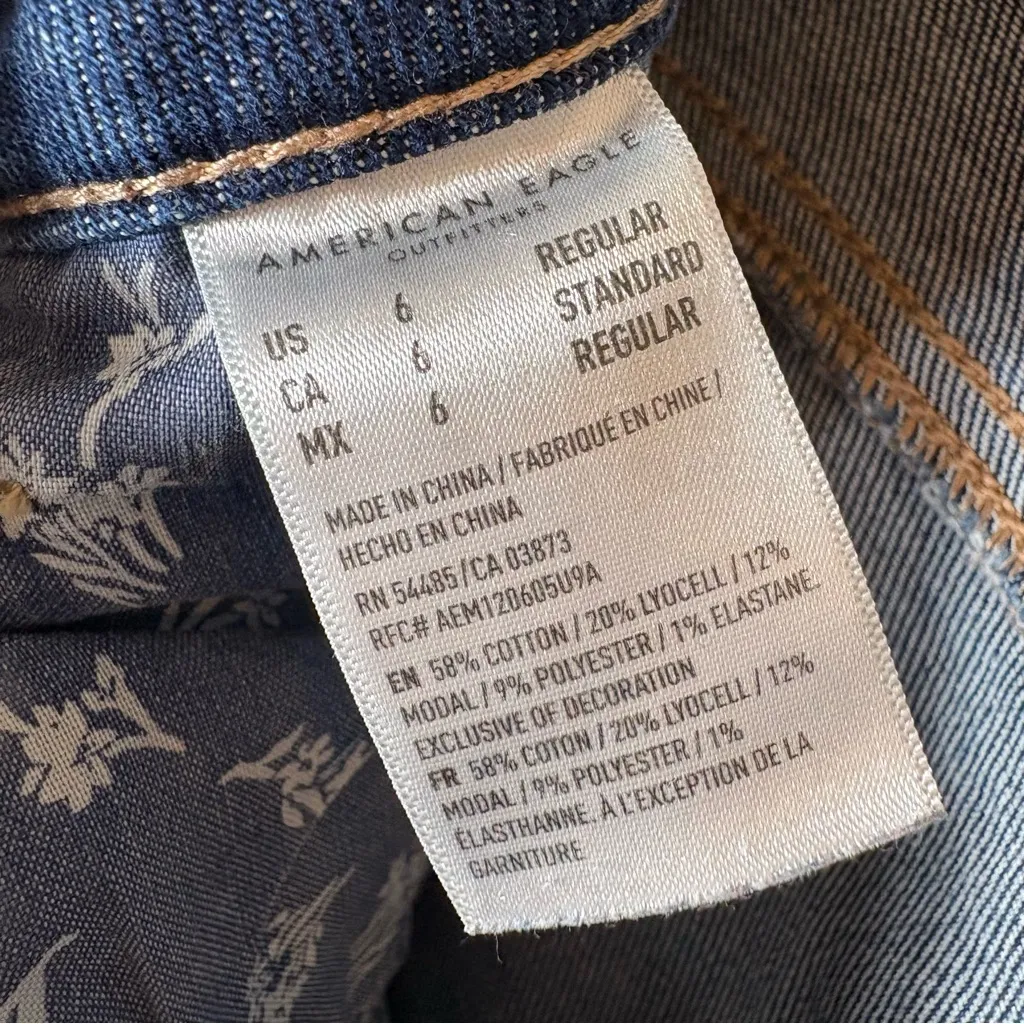 AMERICAN EAGLE
OUTFITTERS
US 6 REGULAR
CA 6 STANDARD
MX 6 REGULAR
MADE IN CHINA / FABRIQUÉ EN CHINE /
HECHO EN CHINA
RN 54485 / CA 03873
RFC# AEM120605U9A
EN 58% COTTON / 20% LYOCELL / 12%
MODAL / 9% POLYESTER / 1% ELASTANE.
EXCLUSIVE OF DECORATION
FR 58% COTON / 20% LYOCELL / 12%
MODAL / 9% POLYESTER / 1%
ÉLASTHANNE. À L'EXCEPTION DE LA
GARNITURE